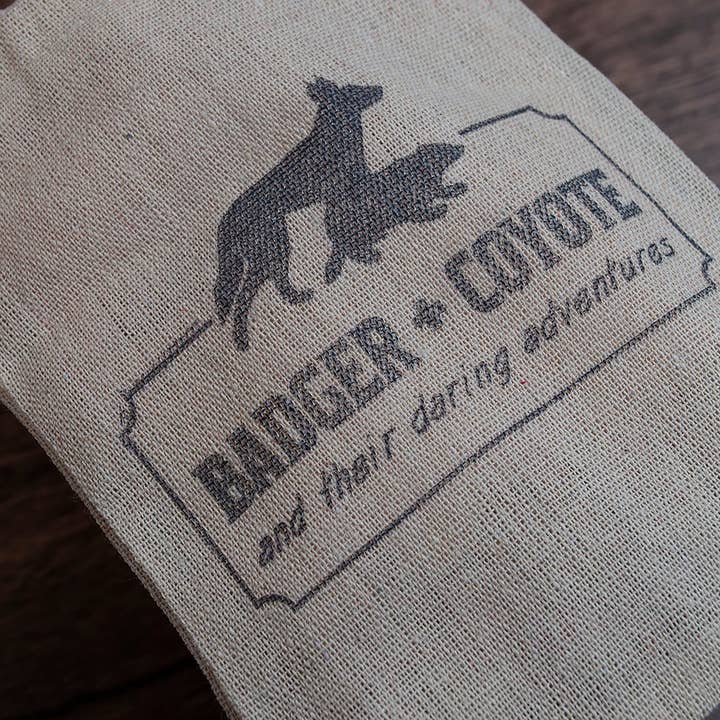 BADGER + COYOTE
and their daring adventures